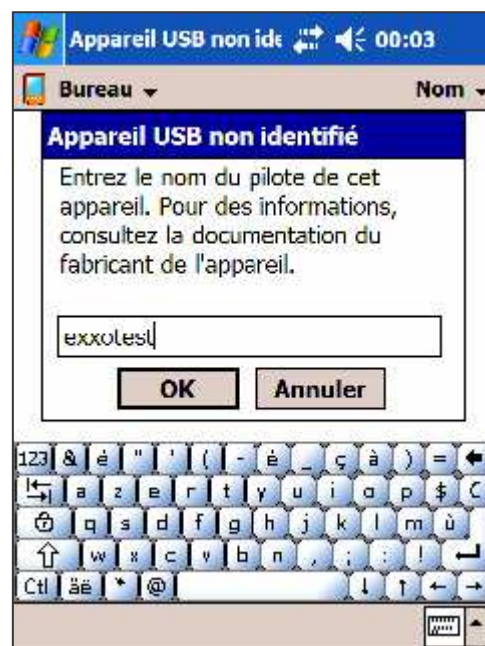 Appareil USB non ide 00:03
Bureau Nom
Appareil USB non identifié
Entrez le nom du pilote de cet
appareil. Pour des informations,
consultez la documentation du
fabricant de l'appareil.
exxotest
OK Annuler
123 & é " ' ( - è _ ç à ) =
a z e r t y u i o p $ C
q s d f g h j k l m ù
w x c v b n , ; : !
Ctl äë * @